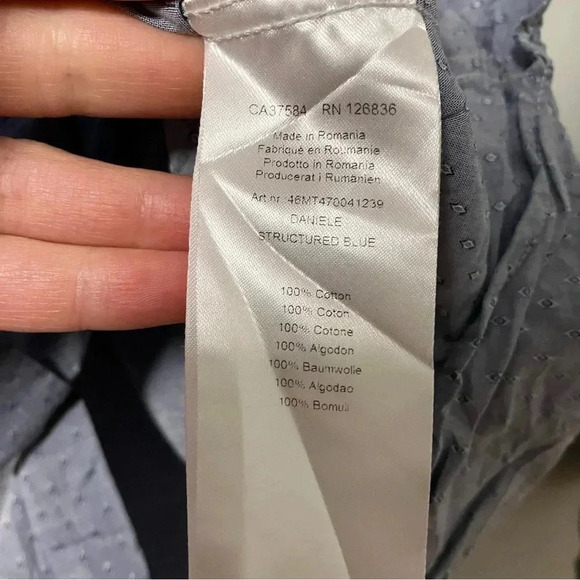 CA37584 RN 126836
Made in Romania
Fabriqué en Roumanie
Prodotto in Romania
Producerat i Rumänien
Art.nr.:46MT470041239
DANIELE
STRUCTURED BLUE
100% Cotton
100% Coton
100% Cotone
100% Algodon
100% Baumwolle
100% Algodao
100% Bomull